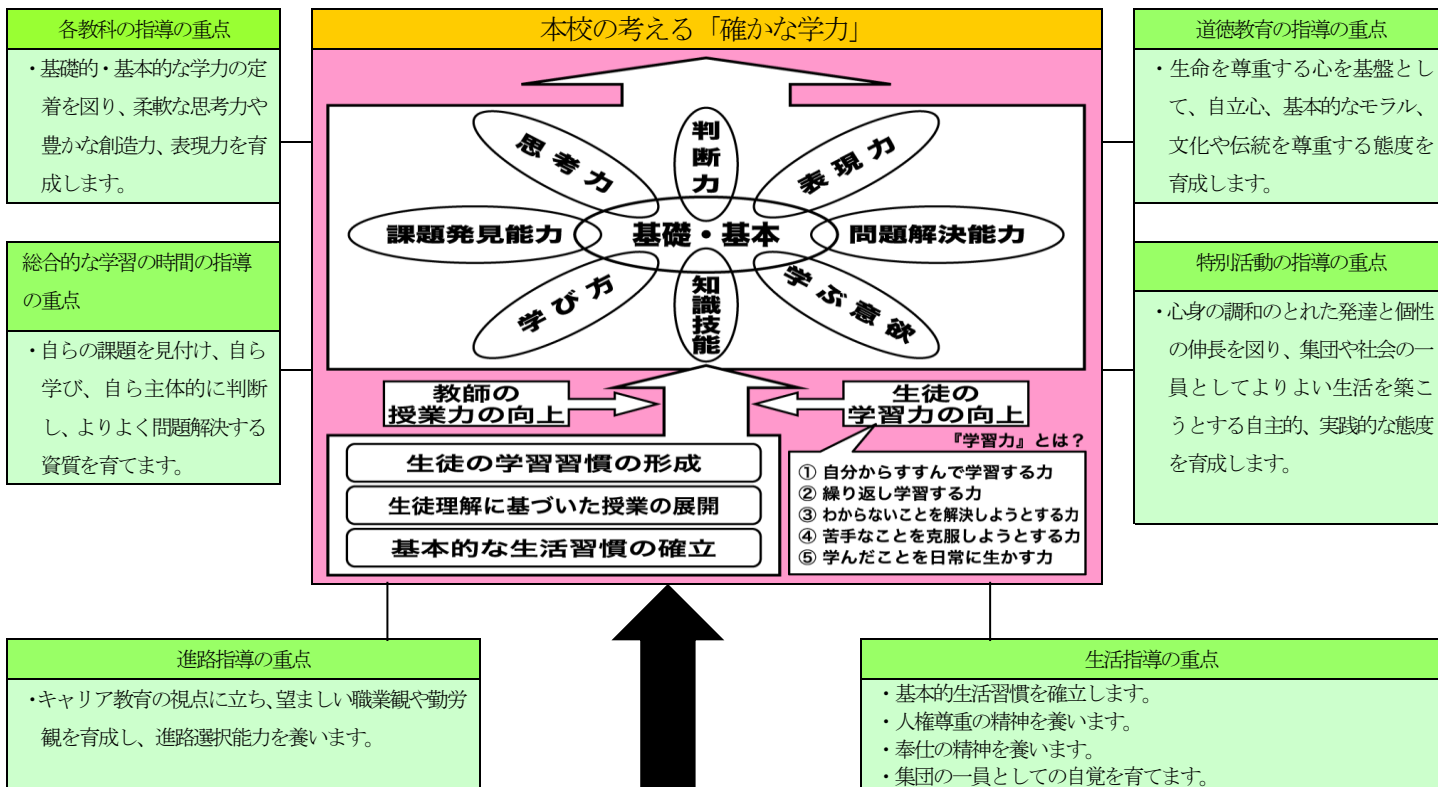 各教科の指導の重点
・基礎的・基本的な学力の定
着を図り、柔軟な思考力や
豊かな創造力、表現力を育
成します。
総合的な学習の時間の指導
の重点
・自らの課題を見付け、自ら
学び、自ら主体的に判断
し、よりよく問題解決する
資質を育てます。
本校の考える「確かな学力」
思考力
判断力
表現力
課題発見能力
基礎・基本
問題解決能力
学び方
知識技能
学ぶ意欲
教師の
授業力の向上
生徒の
学習力の向上
『学習力』とは？
① 自分からすすんで学習する力
② 繰り返し学習する力
③ わからないことを解決しようとする力
④ 苦手なことを克服しようとする力
⑤ 学んだことを日常に生かす力
生徒の学習習慣の形成
生徒理解に基づいた授業の展開
基本的な生活習慣の確立
道徳教育の指導の重点
・生命を尊重する心を基盤とし
て、自立心、基本的なモラル、
文化や伝統を尊重する態度を
育成します。
特別活動の指導の重点
・心身の調和のとれた発達と個性
の伸長を図り、集団や社会の一
員としてよりよい生活を築こ
うとする自主的、実践的な態度
を育成します。
進路指導の重点
・キャリア教育の視点に立ち、望ましい職業観や勤労
観を育成し、進路選択能力を養います。
生活指導の重点
・基本的生活習慣を確立します。
・人権尊重の精神を養います。
・奉仕の精神を養います。
・集団の一員としての自覚を育てます。